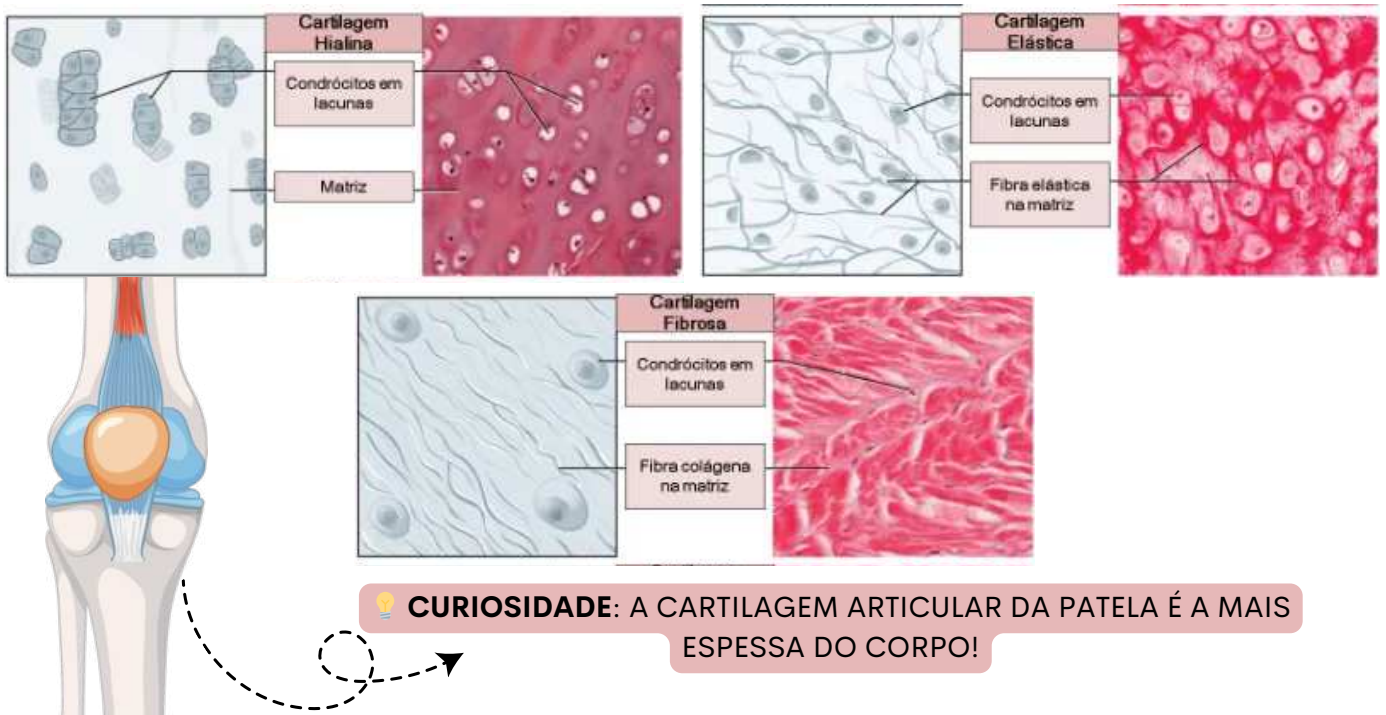 Cartilagem
Hialina
Condrócitos em
lacunas
Matriz
Cartilagem
Elástica
Condrócitos em
lacunas
Fibra elástica
na matriz
Cartilagem
Fibrosa
Condrócitos em
lacunas
Fibra colágena
na matriz
CURIOSIDADE: A CARTILAGEM ARTICULAR DA PATELA É A MAIS
ESPESSA DO CORPO!